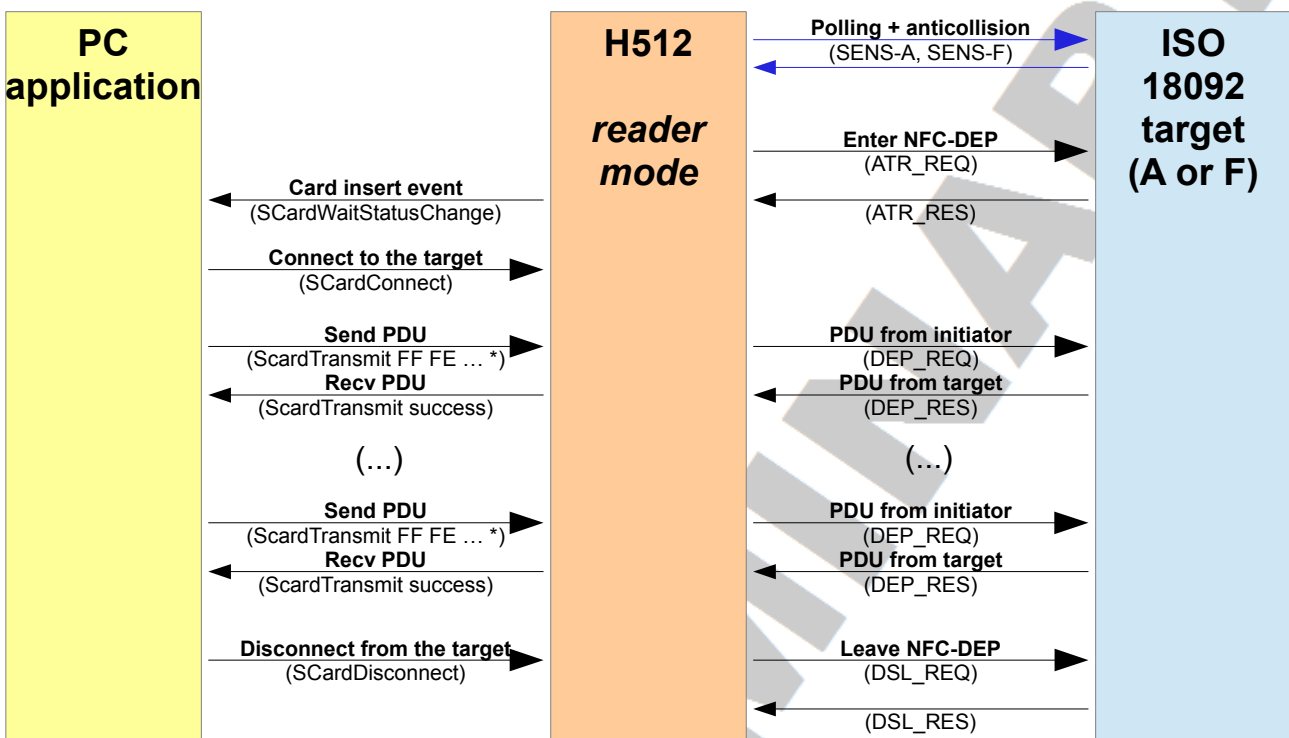 PC
application
H512
reader
mode
ISO
18092
target
(A or F)
Polling + anticollision
(SENS-A, SENS-F)
Enter NFC-DEP
(ATR_REQ)
Card insert event
(SCardWaitStatusChange)
(ATR_RES)
Connect to the target
(SCardConnect)
Send PDU
(ScardTransmit FF FE … *)
PDU from initiator
(DEP_REQ)
Recv PDU
(ScardTransmit success)
PDU from target
(DEP_RES)
(...)
(...)
Send PDU
(ScardTransmit FF FE … *)
PDU from initiator
(DEP_REQ)
Recv PDU
(ScardTransmit success)
PDU from target
(DEP_RES)
Disconnect from the target
(SCardDisconnect)
Leave NFC-DEP
(DSL_REQ)
(DSL_RES)